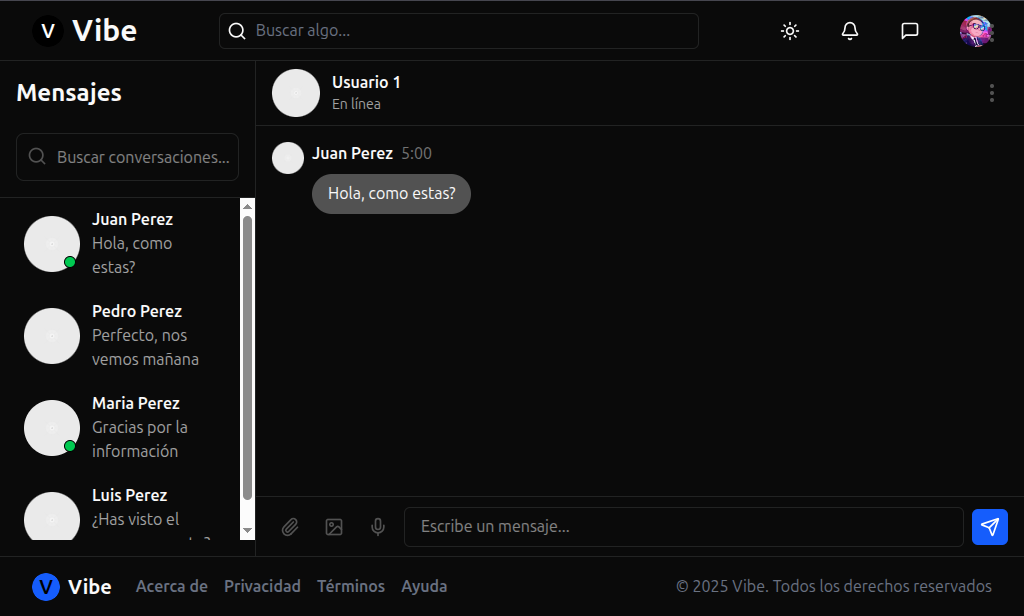 V Vibe
Buscar algo...
Mensajes
Buscar conversaciones...
Juan Perez
Hola, como
estas?
Pedro Perez
Perfecto, nos
vemos mañana
Maria Perez
Gracias por la
información
Luis Perez
¿Has visto el
Usuario 1
En línea
Juan Perez 5:00
Hola, como estas?
Escribe un mensaje...
V Vibe Acerca de Privacidad Términos Ayuda
© 2025 Vibe. Todos los derechos reservados